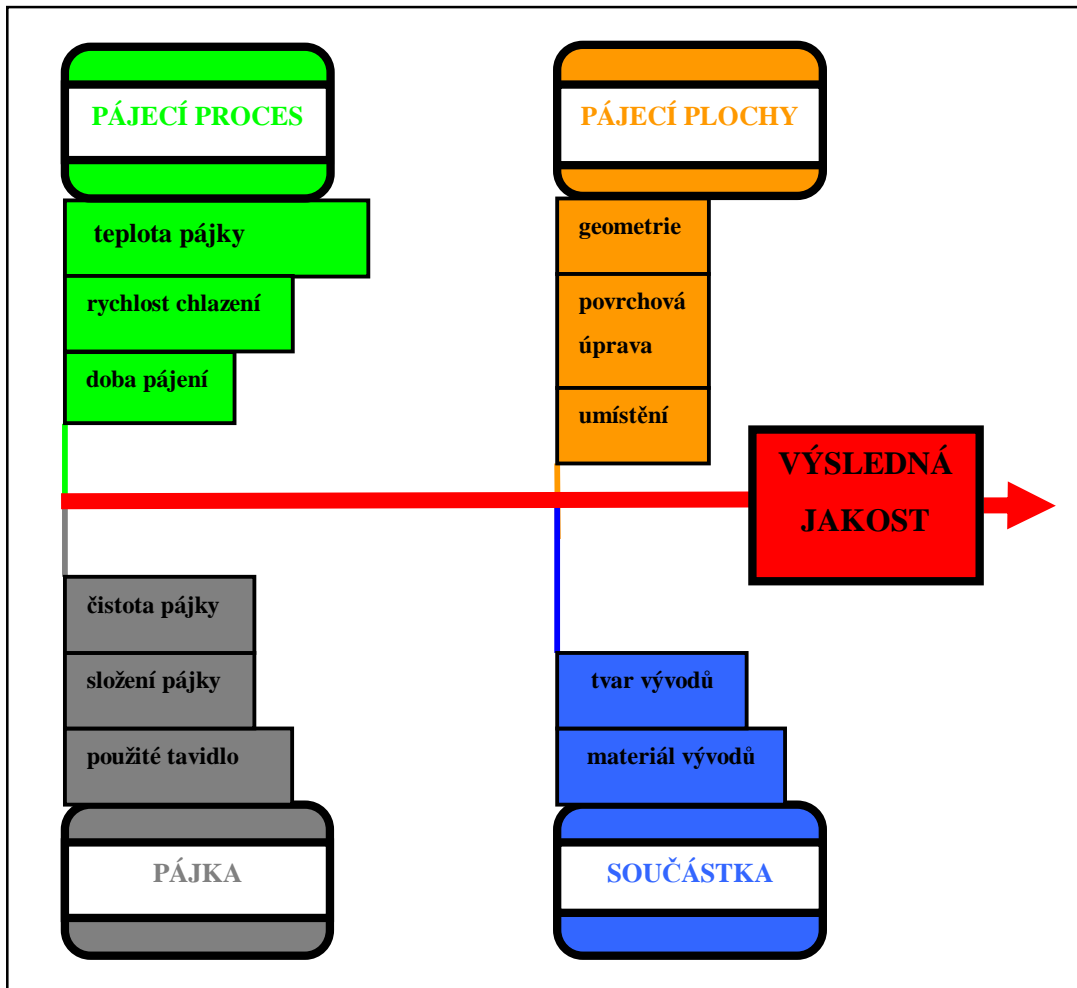 PÁJECÍ PROCES
teplota pájky
rychlost chlazení
doba pájení
PÁJECÍ PLOCHY
geometrie
povrchová
úprava
umístění
VÝSLEDNÁ
JAKOST
čistota pájky
složení pájky
použité tavidlo
PÁJKA
tvar vývodů
materiál vývodů
SOUČÁSTKA